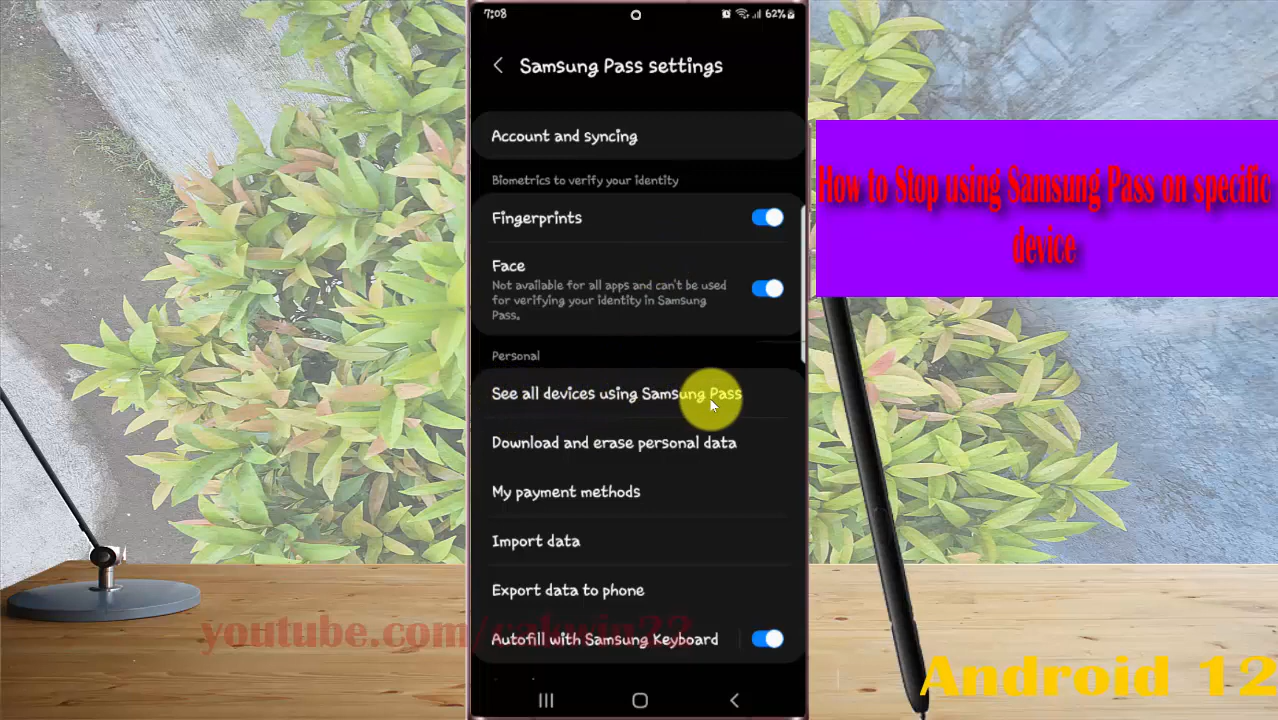 7:08
62%
Samsung Pass settings
Account and syncing
Biometrics to verify your identity
Fingerprints
Face
Not available for all apps and can't be used
for verifying your identity in Samsung
Pass.
Personal
See all devices using Samsung Pass
Download and erase personal data
My payment methods
Import data
Export data to phone
Autofill with Samsung Keyboard
How to Stop using Samsung Pass on specific
device
Android 12